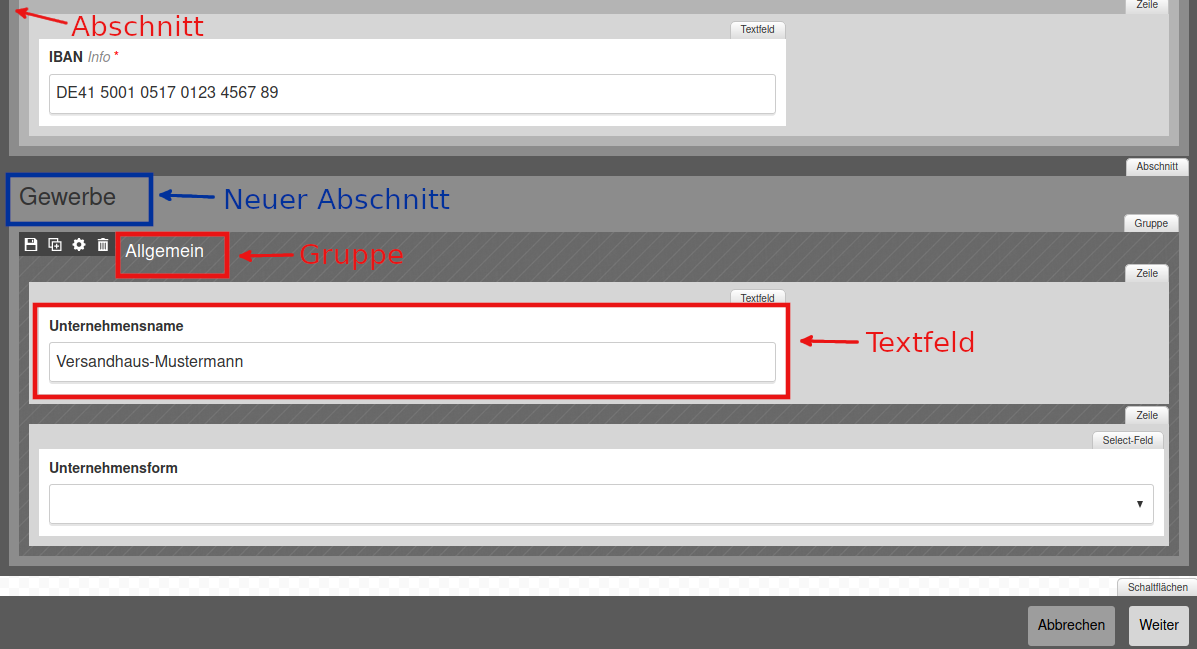 Zeile
Abschnitt
Textfeld
IBAN Info *
DE41 5001 0517 0123 4567 89
Abschnitt
Gewerbe
Neuer Abschnitt
Gruppe
Allgemein
Gruppe
Zeile
Textfeld
Unternehmensname
Versandhaus-Mustermann
Textfeld
Zeile
Select-Feld
Unternehmensform
Schaltflächen
Abbrechen
Weiter